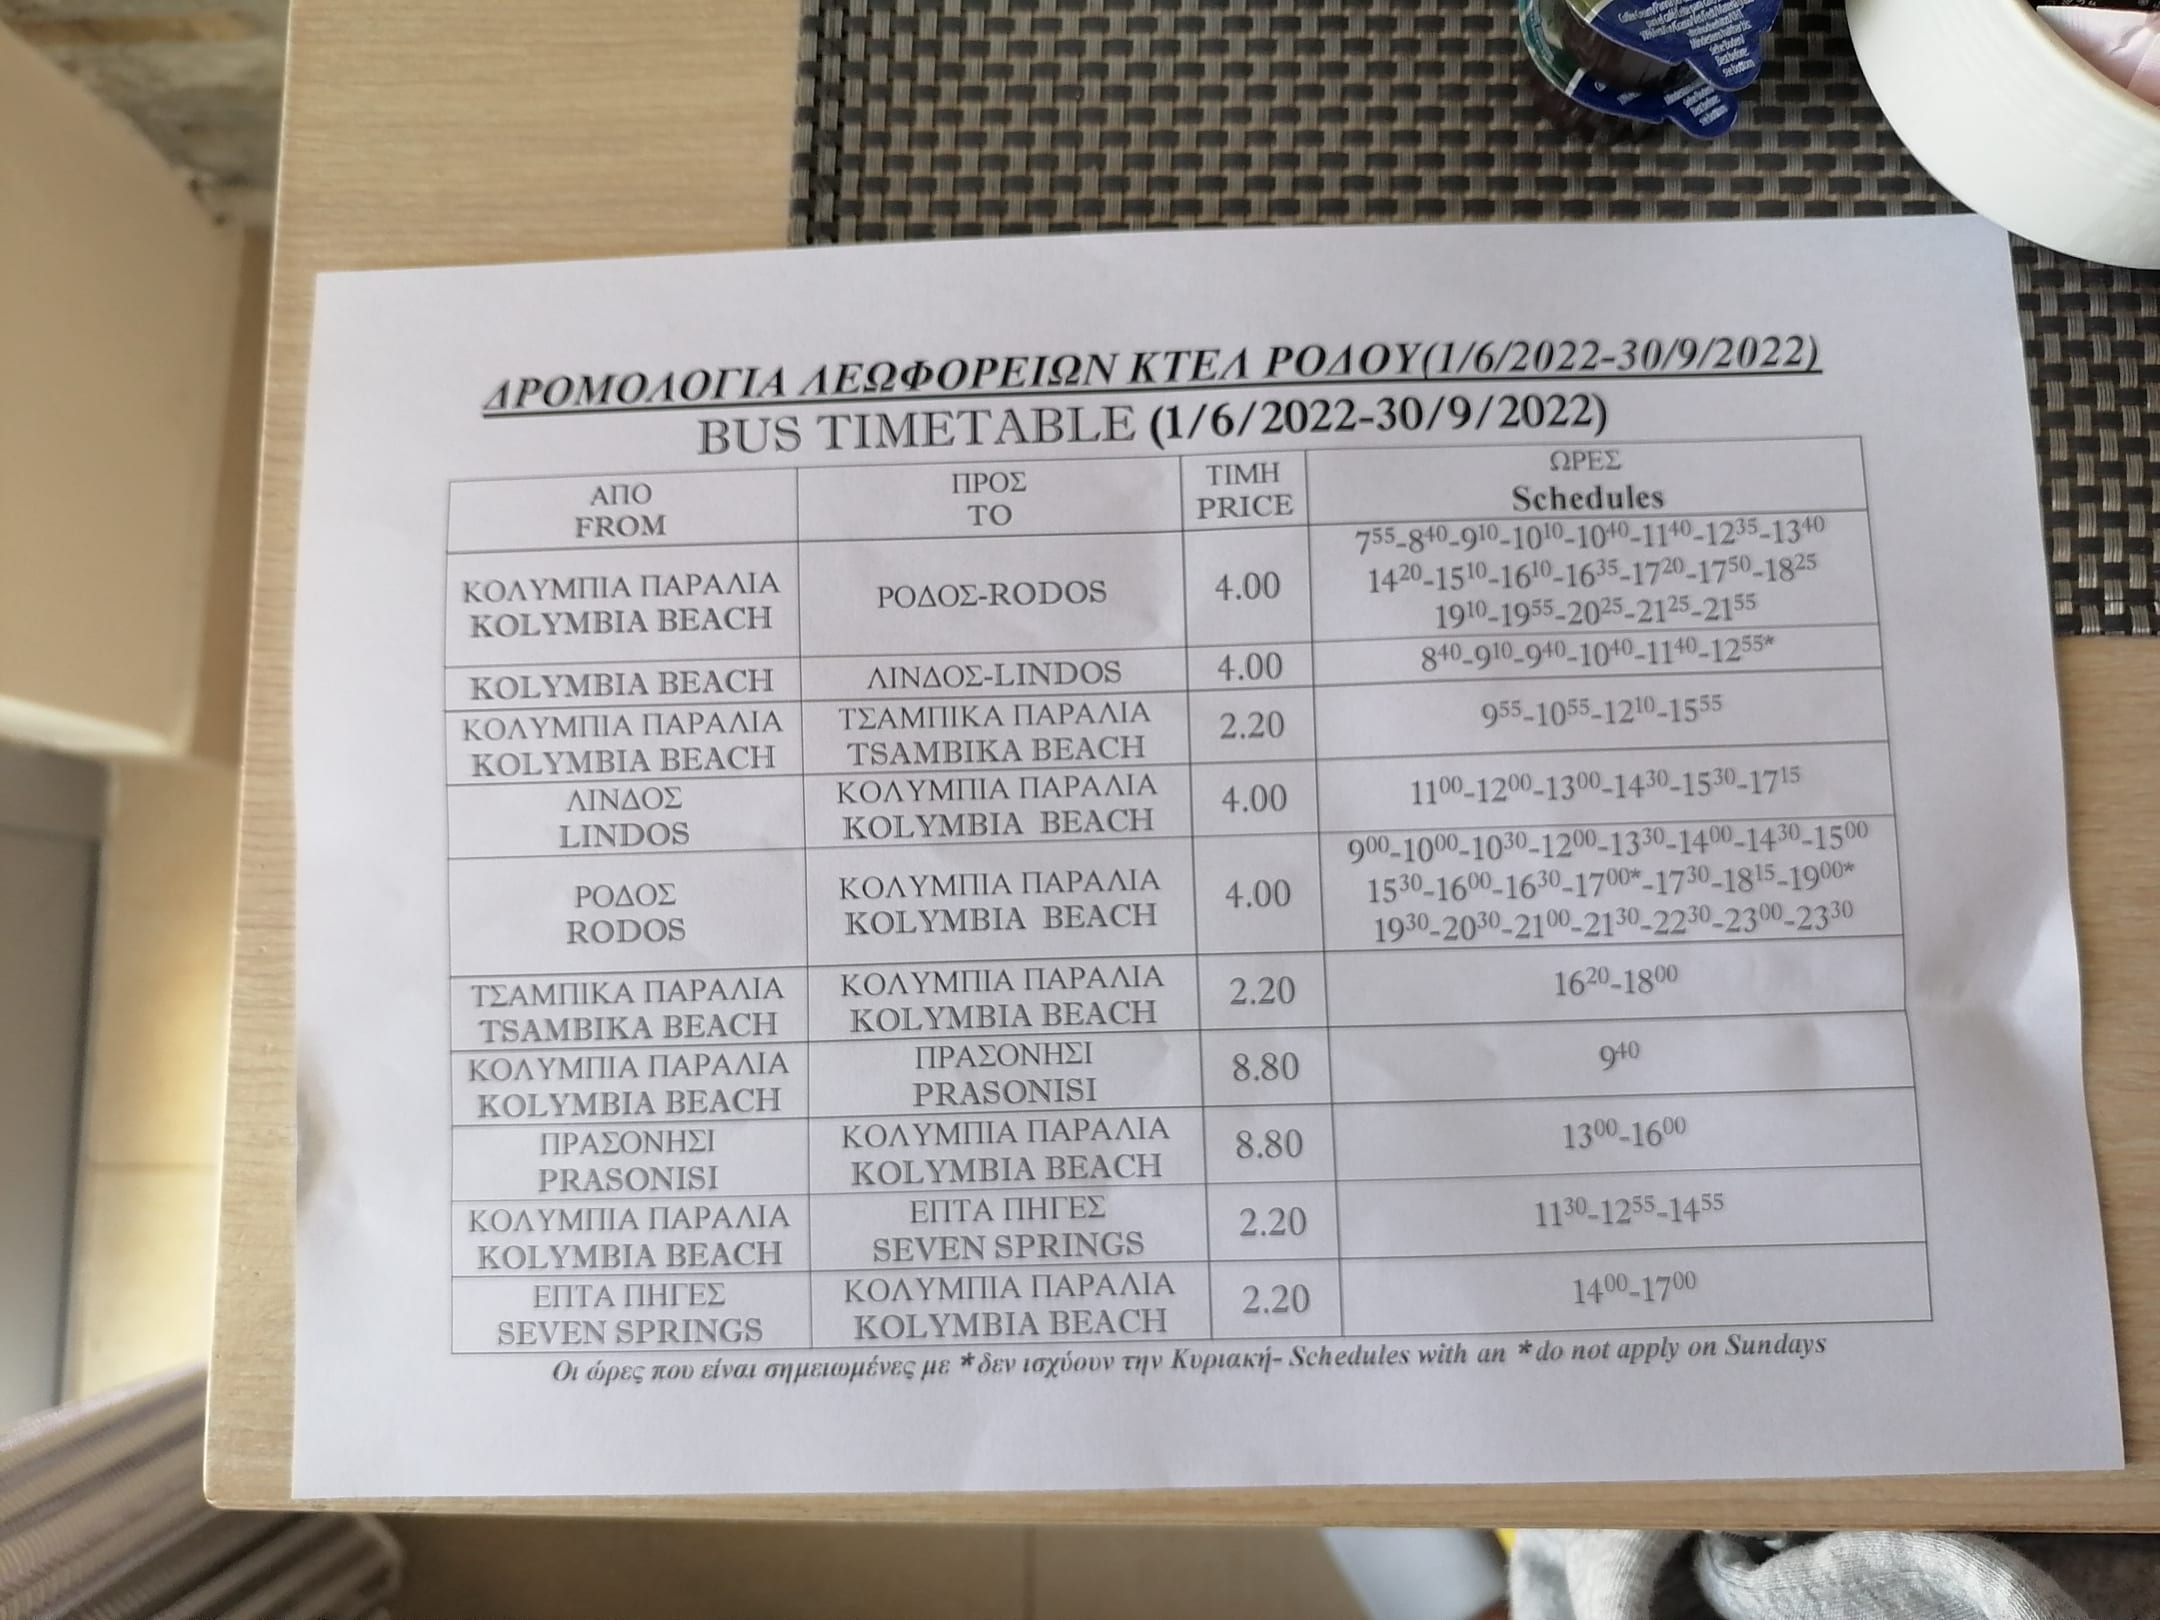 ΔΡΟΜΟΛΟΓΙΑ ΛΕΩΦΟΡΕΙΩΝ ΚΤΕΛ ΡΟΔΟΥ(1/6/2022-30/9/2022)
BUS TIMETABLE (1/6/2022-30/9/2022)
ΑΠΟ FROM ΠΡΟΣ TO ΤΙΜΗ PRICE ΩΡΕΣ Schedules
ΚΟΛΥΜΠΙΑ ΠΑΡΑΛΙΑ
KOLYMBIA BEACH
ΡΟΔΟΣ-RODOS
4.00
7⁵⁵-8⁴⁰-9¹⁰-10¹⁰-10⁴⁰-11⁴⁰-12³⁵-13⁴⁰
14²⁰-15¹⁰-16¹⁰-16³⁵-17²⁰-17⁵⁰-18²⁵
19¹⁰-19⁵⁵-20²⁵-21²⁵-21⁵⁵
KOLYMBIA BEACH
ΛΙΝΔΟΣ-LINDOS
4.00
8⁴⁰-9¹⁰-9⁴⁰-10⁴⁰-11⁴⁰-12⁵⁵*
ΚΟΛΥΜΠΙΑ ΠΑΡΑΛΙΑ
KOLYMBIA BEACH
ΤΣΑΜΠΙΚΑ ΠΑΡΑΛΙΑ
TSAMBIKA BEACH
2.20
9⁵⁵-10⁵⁵-12¹⁰-15⁵⁵
ΛΙΝΔΟΣ
LINDOS
ΚΟΛΥΜΠΙΑ ΠΑΡΑΛΙΑ
KOLYMBIA BEACH
4.00
11⁰⁰-12⁰⁰-13⁰⁰-14³⁰-15³⁰-17¹⁵
ΡΟΔΟΣ
RODOS
ΚΟΛΥΜΠΙΑ ΠΑΡΑΛΙΑ
KOLYMBIA BEACH
4.00
9⁰⁰-10⁰⁰-10³⁰-12⁰⁰-13³⁰-14⁰⁰-14³⁰-15⁰⁰
15³⁰-16⁰⁰-16³⁰-17⁰⁰*-17³⁰-18¹⁵-19⁰⁰*
19³⁰-20³⁰-21⁰⁰-21³⁰-22³⁰-23⁰⁰-23³⁰
ΤΣΑΜΠΙΚΑ ΠΑΡΑΛΙΑ
TSAMBIKA BEACH
ΚΟΛΥΜΠΙΑ ΠΑΡΑΛΙΑ
KOLYMBIA BEACH
2.20
16²⁰-18⁰⁰
ΚΟΛΥΜΠΙΑ ΠΑΡΑΛΙΑ
KOLYMBIA BEACH
ΠΡΑΣΟΝΗΣΙ
PRASONISI
8.80
9⁴⁰
ΠΡΑΣΟΝΗΣΙ
PRASONISI
ΚΟΛΥΜΠΙΑ ΠΑΡΑΛΙΑ
KOLYMBIA BEACH
8.80
13⁰⁰-16⁰⁰
ΚΟΛΥΜΠΙΑ ΠΑΡΑΛΙΑ
KOLYMBIA BEACH
ΕΠΤΑ ΠΗΓΕΣ
SEVEN SPRINGS
2.20
11³⁰-12⁵⁵-14⁵⁵
ΕΠΤΑ ΠΗΓΕΣ
SEVEN SPRINGS
ΚΟΛΥΜΠΙΑ ΠΑΡΑΛΙΑ
KOLYMBIA BEACH
2.20
14⁰⁰-17⁰⁰
Οι ώρες που είναι σημειωμένες με *δεν ισχύουν την Κυριακή- Schedules with an *do not apply on Sundays
see bottom